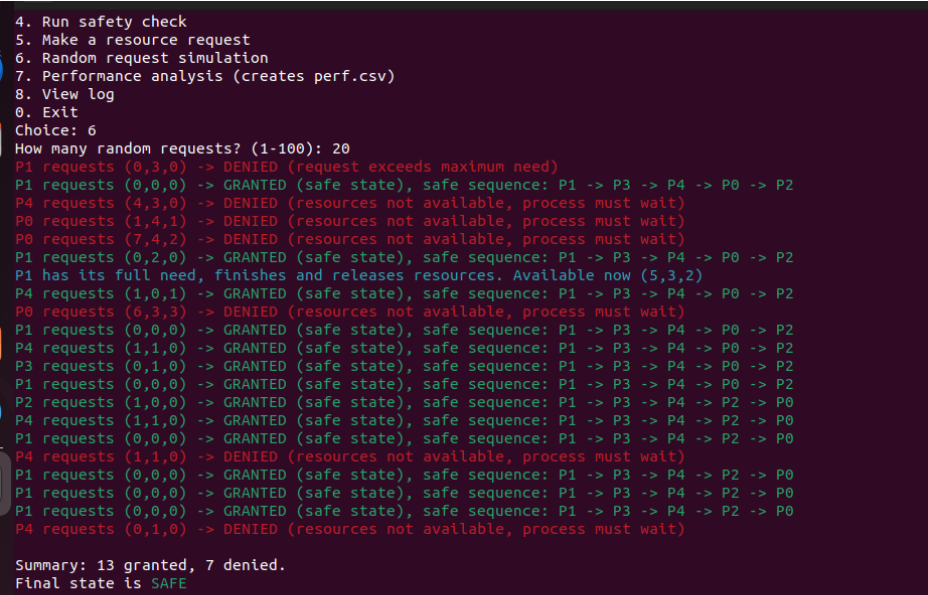 4. Run safety check
5. Make a resource request
6. Random request simulation
7. Performance analysis (creates perf.csv)
8. View log
0. Exit
Choice: 6
How many random requests? (1-100): 20
P1 requests (0,3,0) -> DENIED (request exceeds maximum need)
P1 requests (0,0,0) -> GRANTED (safe state), safe sequence: P1 -> P3 -> P4 -> P0 -> P2
P4 requests (4,3,0) -> DENIED (resources not available, process must wait)
P0 requests (1,4,1) -> DENIED (resources not available, process must wait)
P0 requests (7,4,2) -> DENIED (resources not available, process must wait)
P1 requests (0,2,0) -> GRANTED (safe state), safe sequence: P1 -> P3 -> P4 -> P0 -> P2
P1 has its full need, finishes and releases resources. Available now (5,3,2)
P4 requests (1,0,1) -> GRANTED (safe state), safe sequence: P1 -> P3 -> P4 -> P0 -> P2
P0 requests (6,3,3) -> DENIED (resources not available, process must wait)
P1 requests (0,0,0) -> GRANTED (safe state), safe sequence: P1 -> P3 -> P4 -> P0 -> P2
P4 requests (1,1,0) -> GRANTED (safe state), safe sequence: P1 -> P3 -> P4 -> P0 -> P2
P3 requests (0,1,0) -> GRANTED (safe state), safe sequence: P1 -> P3 -> P4 -> P0 -> P2
P1 requests (0,0,0) -> GRANTED (safe state), safe sequence: P1 -> P3 -> P4 -> P0 -> P2
P2 requests (1,0,0) -> GRANTED (safe state), safe sequence: P1 -> P3 -> P4 -> P2 -> P0
P4 requests (1,1,0) -> GRANTED (safe state), safe sequence: P1 -> P3 -> P4 -> P2 -> P0
P1 requests (0,0,0) -> GRANTED (safe state), safe sequence: P1 -> P3 -> P4 -> P2 -> P0
P4 requests (1,1,0) -> DENIED (resources not available, process must wait)
P1 requests (0,0,0) -> GRANTED (safe state), safe sequence: P1 -> P3 -> P4 -> P2 -> P0
P1 requests (0,0,0) -> GRANTED (safe state), safe sequence: P1 -> P3 -> P4 -> P2 -> P0
P1 requests (0,0,0) -> GRANTED (safe state), safe sequence: P1 -> P3 -> P4 -> P2 -> P0
P4 requests (0,1,0) -> DENIED (resources not available, process must wait)
Summary: 13 granted, 7 denied.
Final state is SAFE